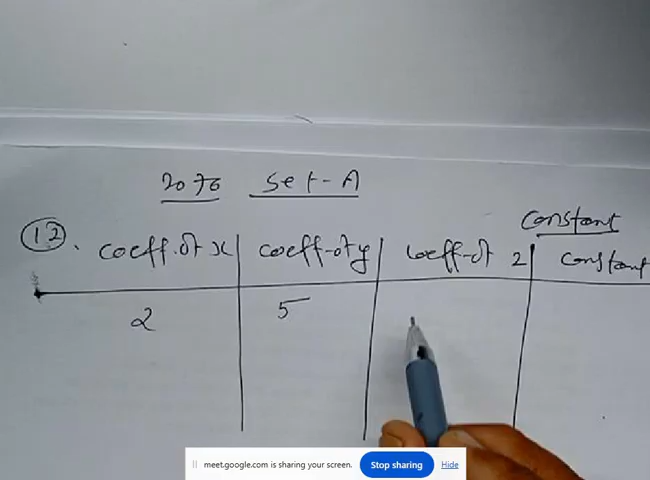 2076 Set-A
constant
12. coeff. of x coeff-of y coeff-of z constant
2 5
meet.google.com is sharing your screen. Stop sharing Hide